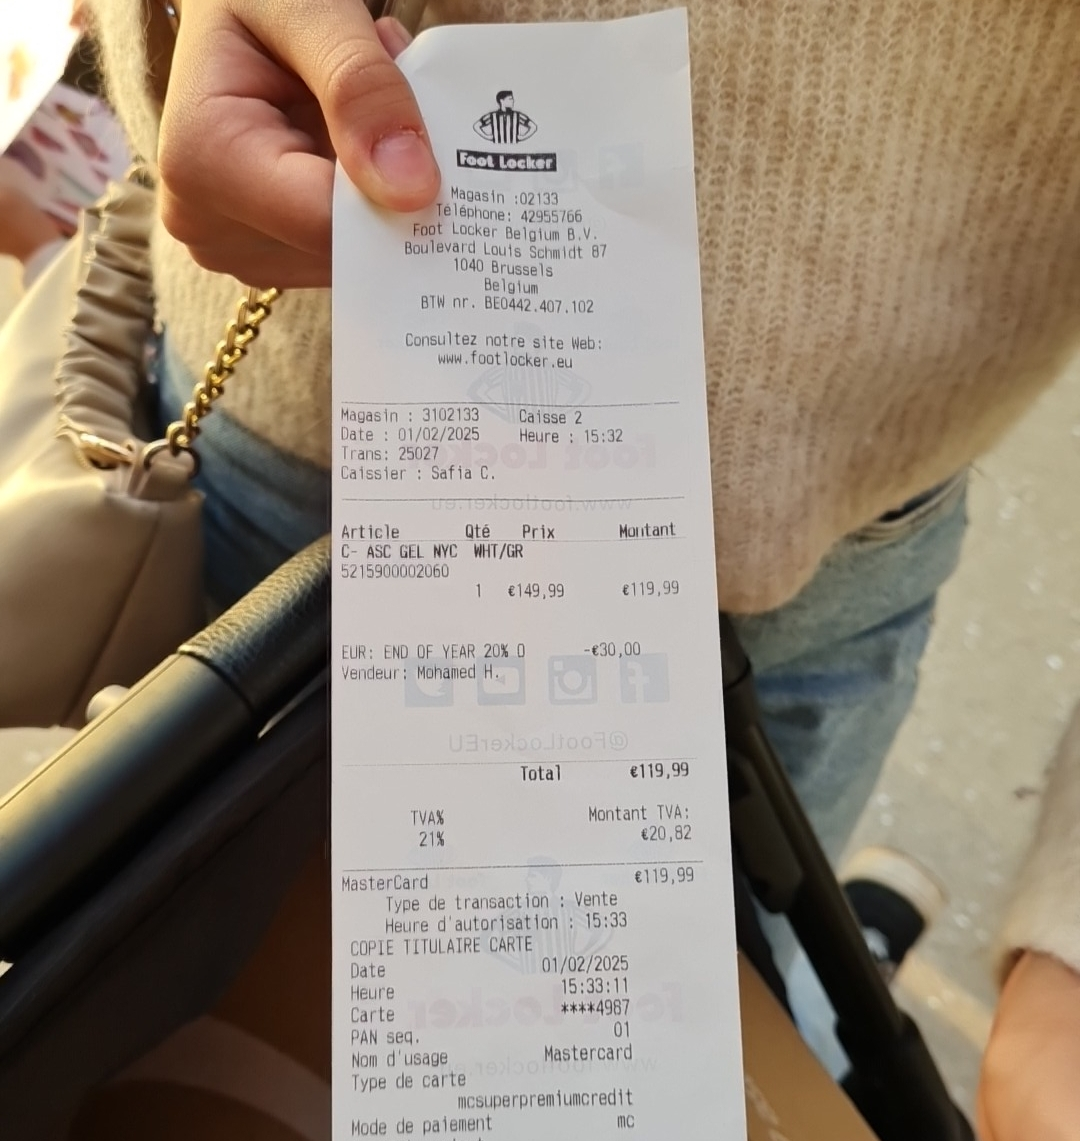 Foot Locker
Magasin :02133
Téléphone: 42955766
Foot Locker Belgium B.V.
Boulevard Louis Schmidt 87
1040 Brussels
Belgium
BTW nr. BE0442.407.102
Consultez notre site Web:
www.footlocker.eu
Magasin : 3102133 Caisse 2
Date : 01/02/2025 Heure : 15:32
Trans: 25027
Caissier : Safia C.
Article Qté Prix Montant
C- ASC GEL NYC WHT/GR
5215900002060
1 €149,99 €119,99
EUR: END OF YEAR 20% O -€30,00
Vendeur: Mohamed H.
@FootLockerEU
Total €119,99
TVA% Montant TVA:
21% €20,82
MasterCard €119,99
Type de transaction : Vente
Heure d'autorisation : 15:33
COPIE TITULAIRE CARTE
Date 01/02/2025
Heure 15:33:11
Carte ****4987
PAN seq. 01
Nom d'usage Mastercard
Type de carte
mcsuperpremiumcredit
Mode de paiement mc